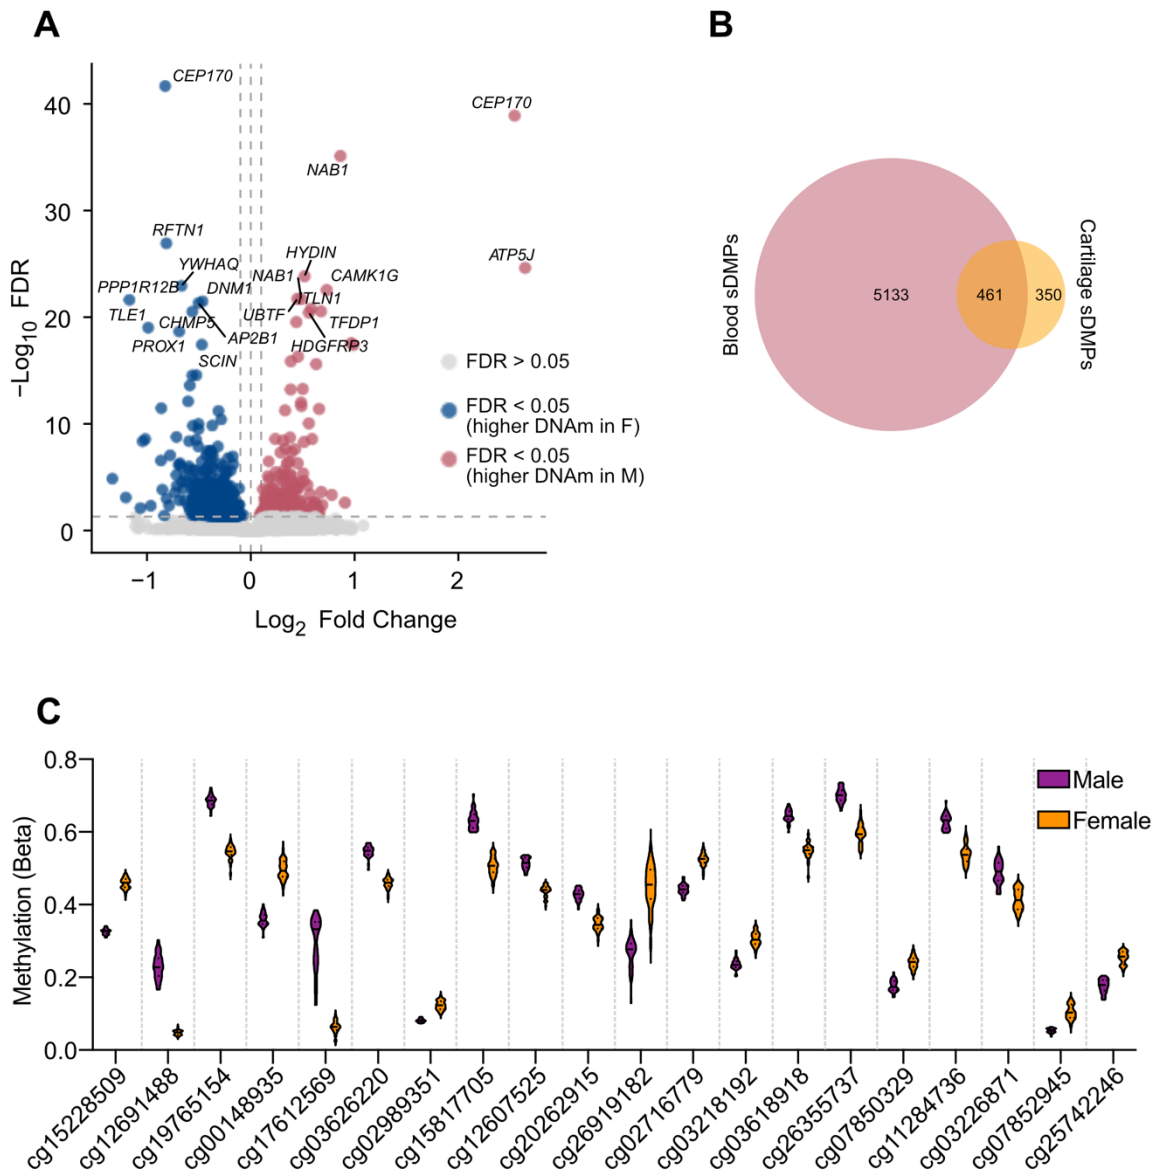 A
B
CEP170
CEP170
NAB1
RFTN1
HYDIN
ATP5J
YWHAQ
NAB1
CAMK1G
PPP1R12B
DNM1
TLN1
TLE1
CHMP5
UBTF
TFDP1
PROX1
AP2B1
HDGFRP3
SCIN
40
30
20
10
0
−Log10 FDR
−1
0
1
2
Log2 Fold Change
FDR > 0.05
FDR < 0.05
(higher DNAm in F)
FDR < 0.05
(higher DNAm in M)
Blood sDMPs
5133
461
350
Cartilage sDMPs
C
0.8
0.6
0.4
0.2
0.0
Methylation (Beta)
Male
Female
cg15228509
cg12691488
cg19765154
cg00148935
cg17612569
cg03626220
cg02989351
cg15817705
cg12607525
cg20262915
cg26919182
cg02716779
cg03218192
cg03618918
cg26355737
cg07850329
cg11284736
cg03226871
cg07852945
cg25742246